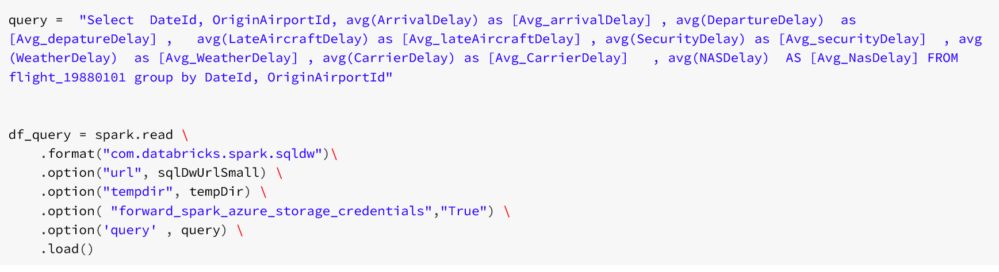 query =  "Select  DateId, OriginAirportId, avg(ArrivalDelay) as [Avg_arrivalDelay] , avg(DepartureDelay)  as
[Avg_depatureDelay] ,   avg(LateAircraftDelay) as [Avg_lateAircraftDelay] , avg(SecurityDelay) as [Avg_securityDelay]  , avg
(WeatherDelay)  as [Avg_WeatherDelay] , avg(CarrierDelay) as [Avg_CarrierDelay]   , avg(NASDelay)  AS [Avg_NasDelay] FROM
flight_19880101 group by DateId, OriginAirportId"
df_query = spark.read \
    .format("com.databricks.spark.sqldw")\
    .option("url", sqlDwUrlSmall) \
    .option("tempdir", tempDir) \
    .option( "forward_spark_azure_storage_credentials","True") \
    .option('query' , query) \
    .load()